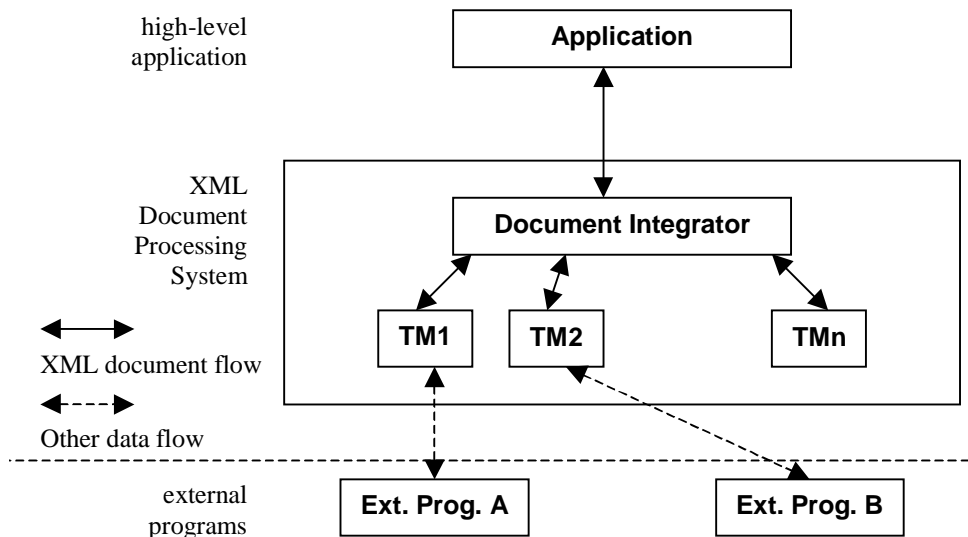 high-level
application
Application
XML
Document
Processing
System
Document Integrator
TM1
TM2
TMn
XML document flow
Other data flow
external
programs
Ext. Prog. A
Ext. Prog. B